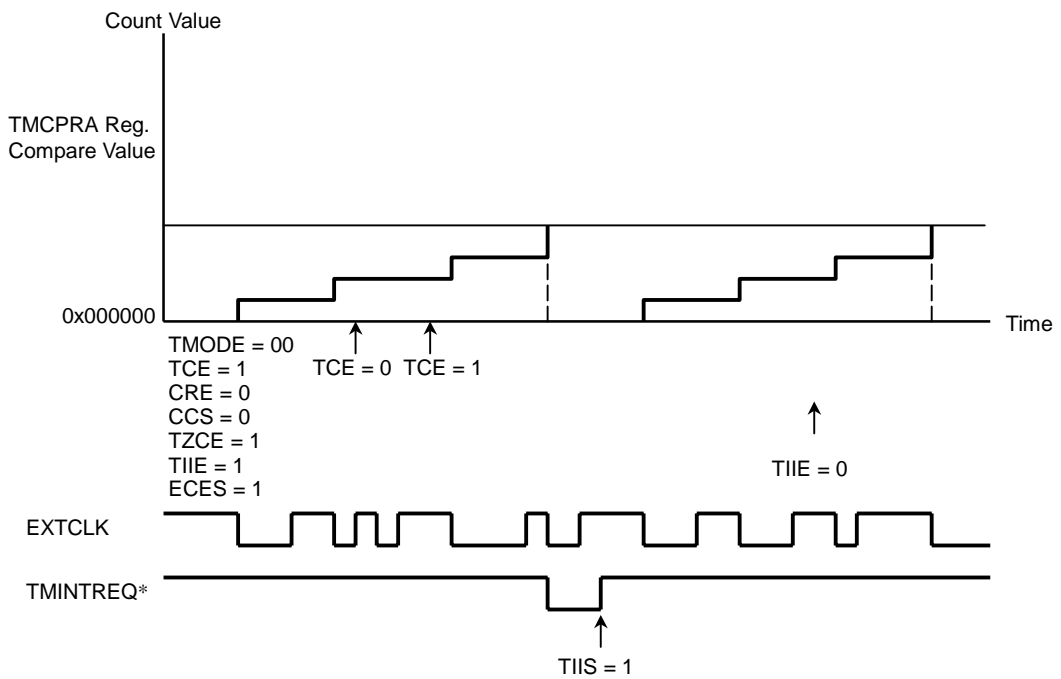 Count Value
TMCPRA Reg.
Compare Value
0x000000
Time
TMODE = 00
TCE = 1
CRE = 0
CCS = 0
TZCE = 1
TIIE = 1
ECES = 1
TCE = 0
TCE = 1
TIIE = 0
EXTCLK
TMINTREQ*
TIIS = 1